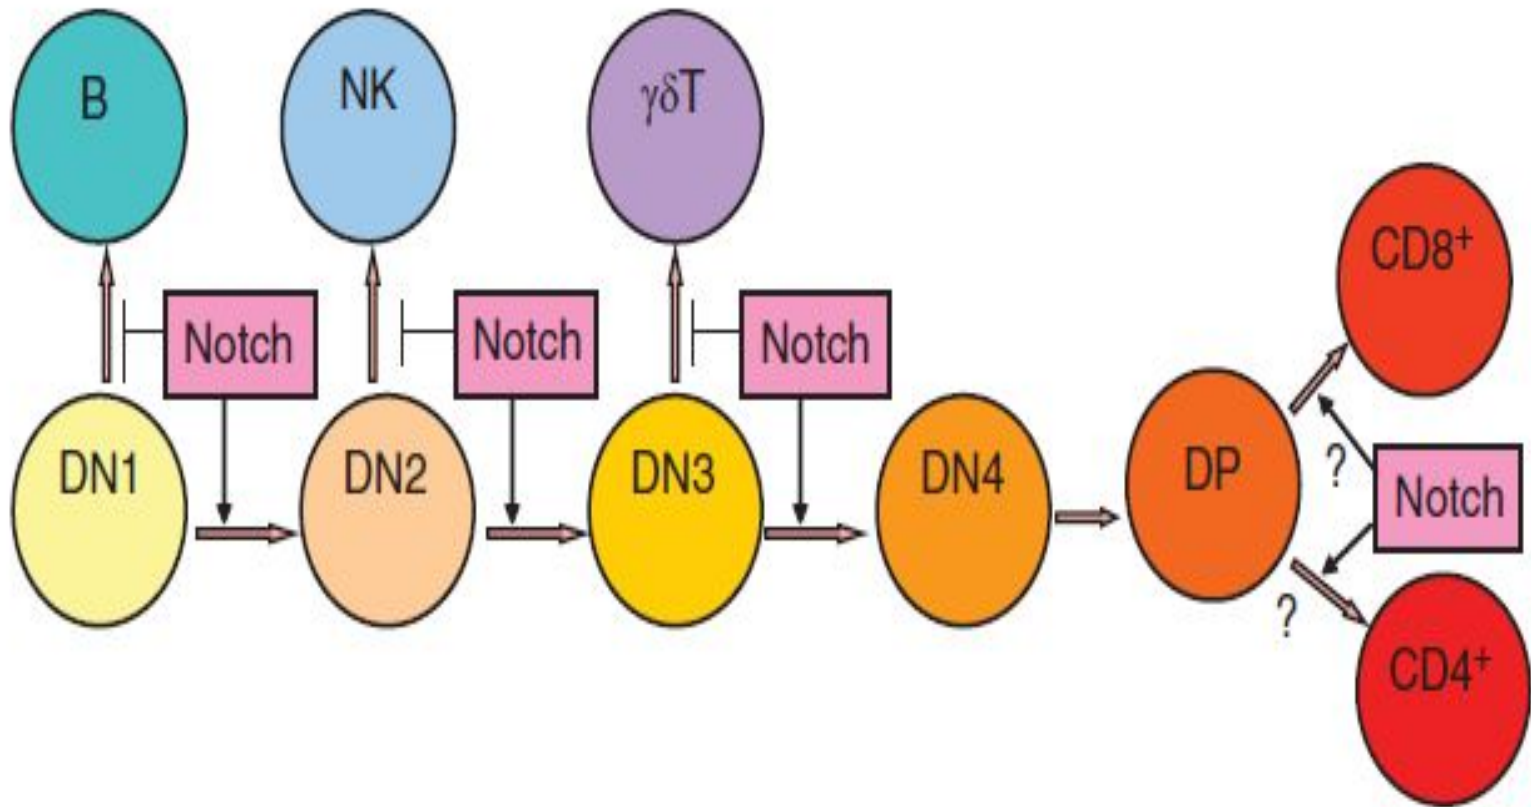 B
NK
γδT
CD8⁺
Notch
Notch
Notch
DN1
DN2
DN3
DN4
DP
?
Notch
?
CD4⁺